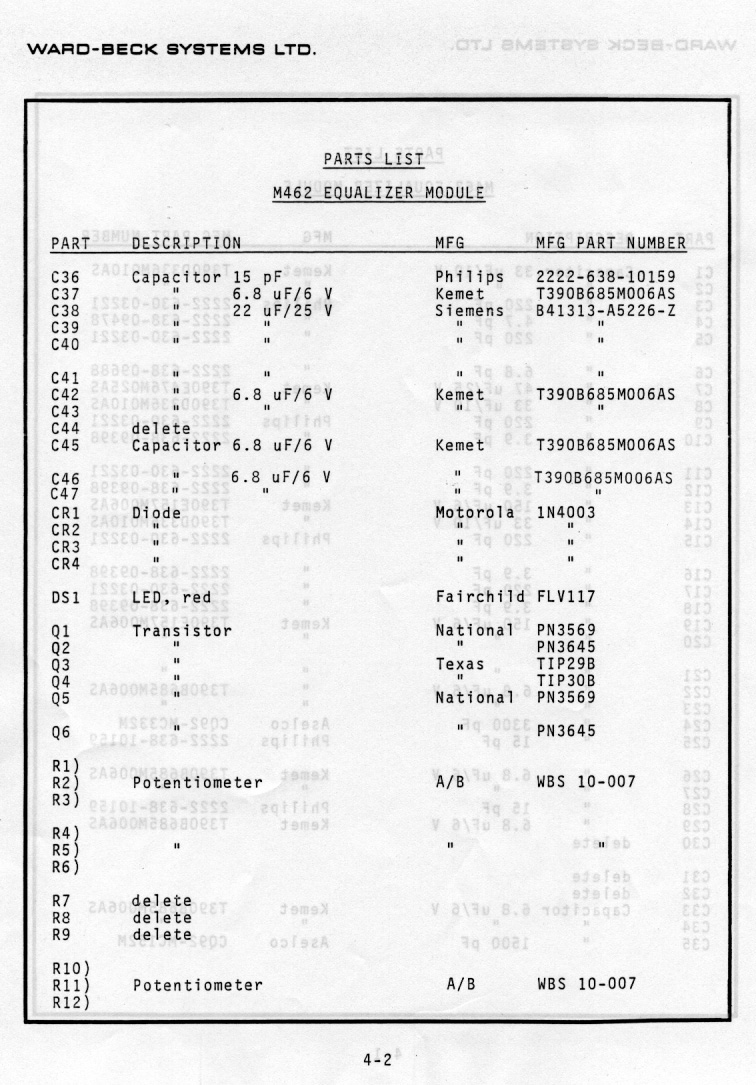 WARD-BECK SYSTEMS LTD.
PARTS LIST
M462 EQUALIZER MODULE
PART DESCRIPTION MFG MFG PART NUMBER
C36 Capacitor 15 pF Philips 2222-638-10159
C37 " 6.8 uF/6 V Kemet T390B685M006AS
C38 " 22 uF/25 V Siemens B41313-A5226-Z
C39 " " " "
C40 " " " "
C41 " " " "
C42 " 6.8 uF/6 V Kemet T390B685M006AS
C43 " " " "
C44 delete
C45 Capacitor 6.8 uF/6 V Kemet T390B685M006AS
C46 " 6.8 uF/6 V " T390B685M006AS
C47 " " " "
CR1 Diode Motorola 1N4003
CR2 " " "
CR3 " " "
CR4 " " "
DS1 LED, red Fairchild FLV117
Q1 Transistor National PN3569
Q2 " " PN3645
Q3 " Texas TIP29B
Q4 " " TIP30B
Q5 " National PN3569
Q6 " " PN3645
R1)
R2) Potentiometer A/B WBS 10-007
R3)
R4)
R5) " " "
R6)
R7 delete
R8 delete
R9 delete
R10)
R11) Potentiometer A/B WBS 10-007
R12)
4-2